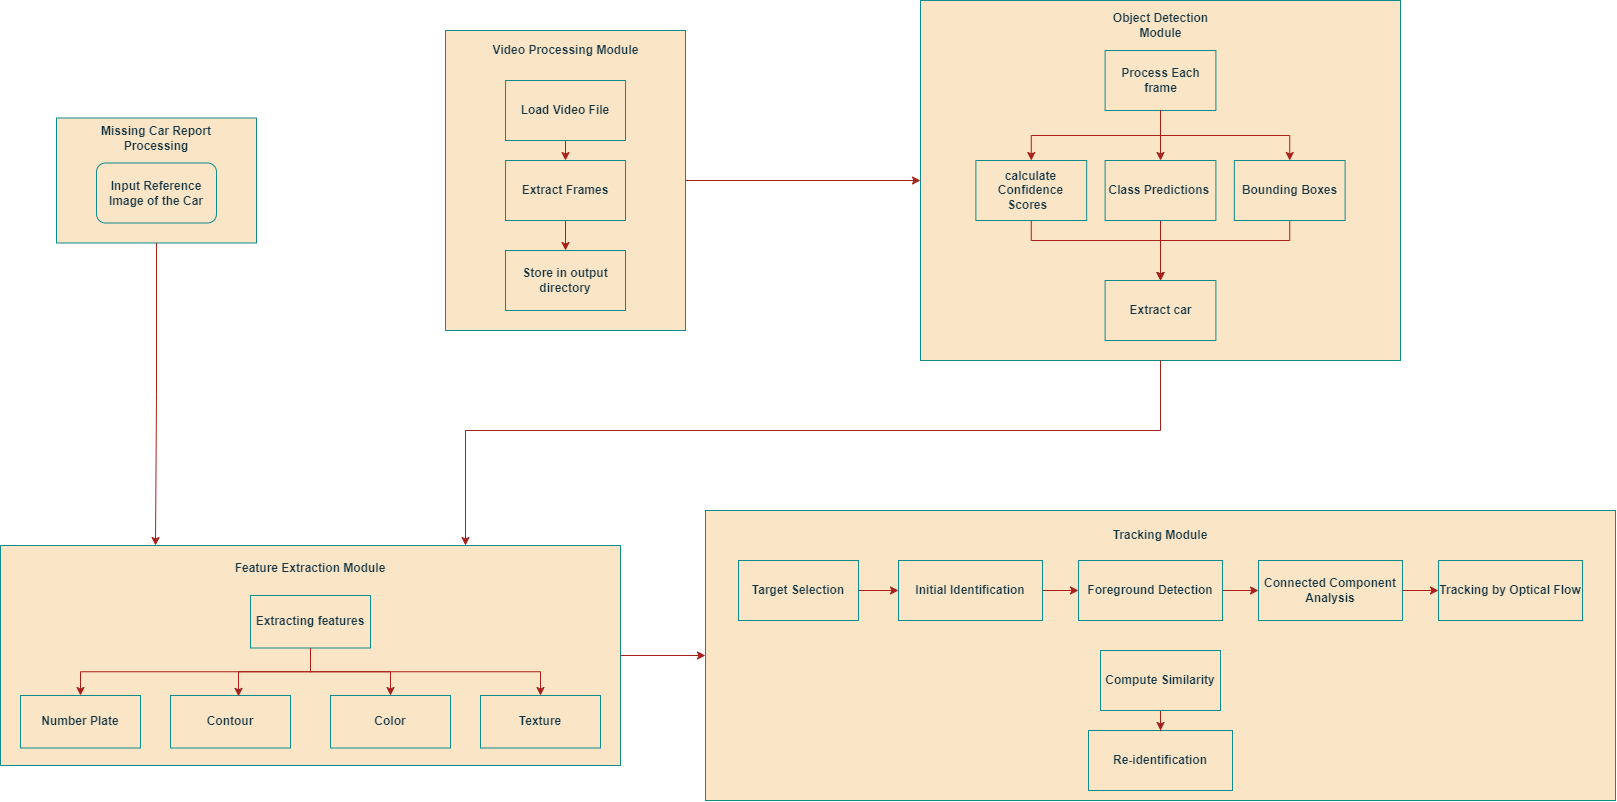 Missing Car Report
Processing
Input Reference
Image of the Car
Video Processing Module
Load Video File
Extract Frames
Store in output
directory
Object Detection
Module
Process Each
frame
calculate
Confidence
Scores
Class Predictions
Bounding Boxes
Extract car
Feature Extraction Module
Extracting features
Number Plate
Contour
Color
Texture
Tracking Module
Target Selection
Initial Identification
Foreground Detection
Connected Component
Analysis
Tracking by Optical Flow
Compute Similarity
Re-identification